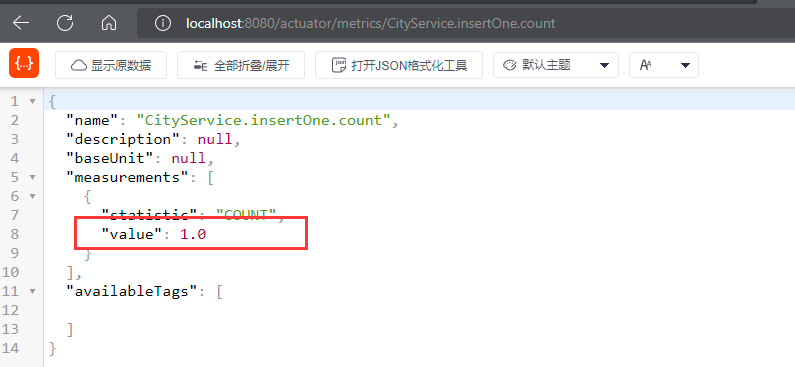 localhost:8080/actuator/metrics/CityService.insertOne.count
{...} 显示原数据 全部折叠/展开 打开JSON格式化工具 默认主题 AA
1 {
2 "name": "CityService.insertOne.count",
3 "description": null,
4 "baseUnit": null,
5 "measurements": [
6 {
7 "statistic": "COUNT",
8 "value": 1.0
9 }
10 ],
11 "availableTags": [
12
13 ]
14 }